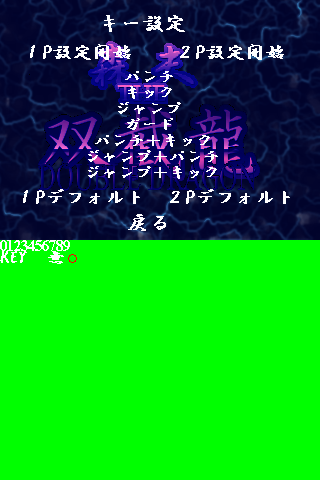 キー設定
1P設定開始 2P設定開始
パンチ
キック
ジャンプ
ガード
パンチ+キック
ジャンプ+パンチ
ジャンプ+キック
1Pデフォルト 2Pデフォルト
戻る
0123456789
KEY